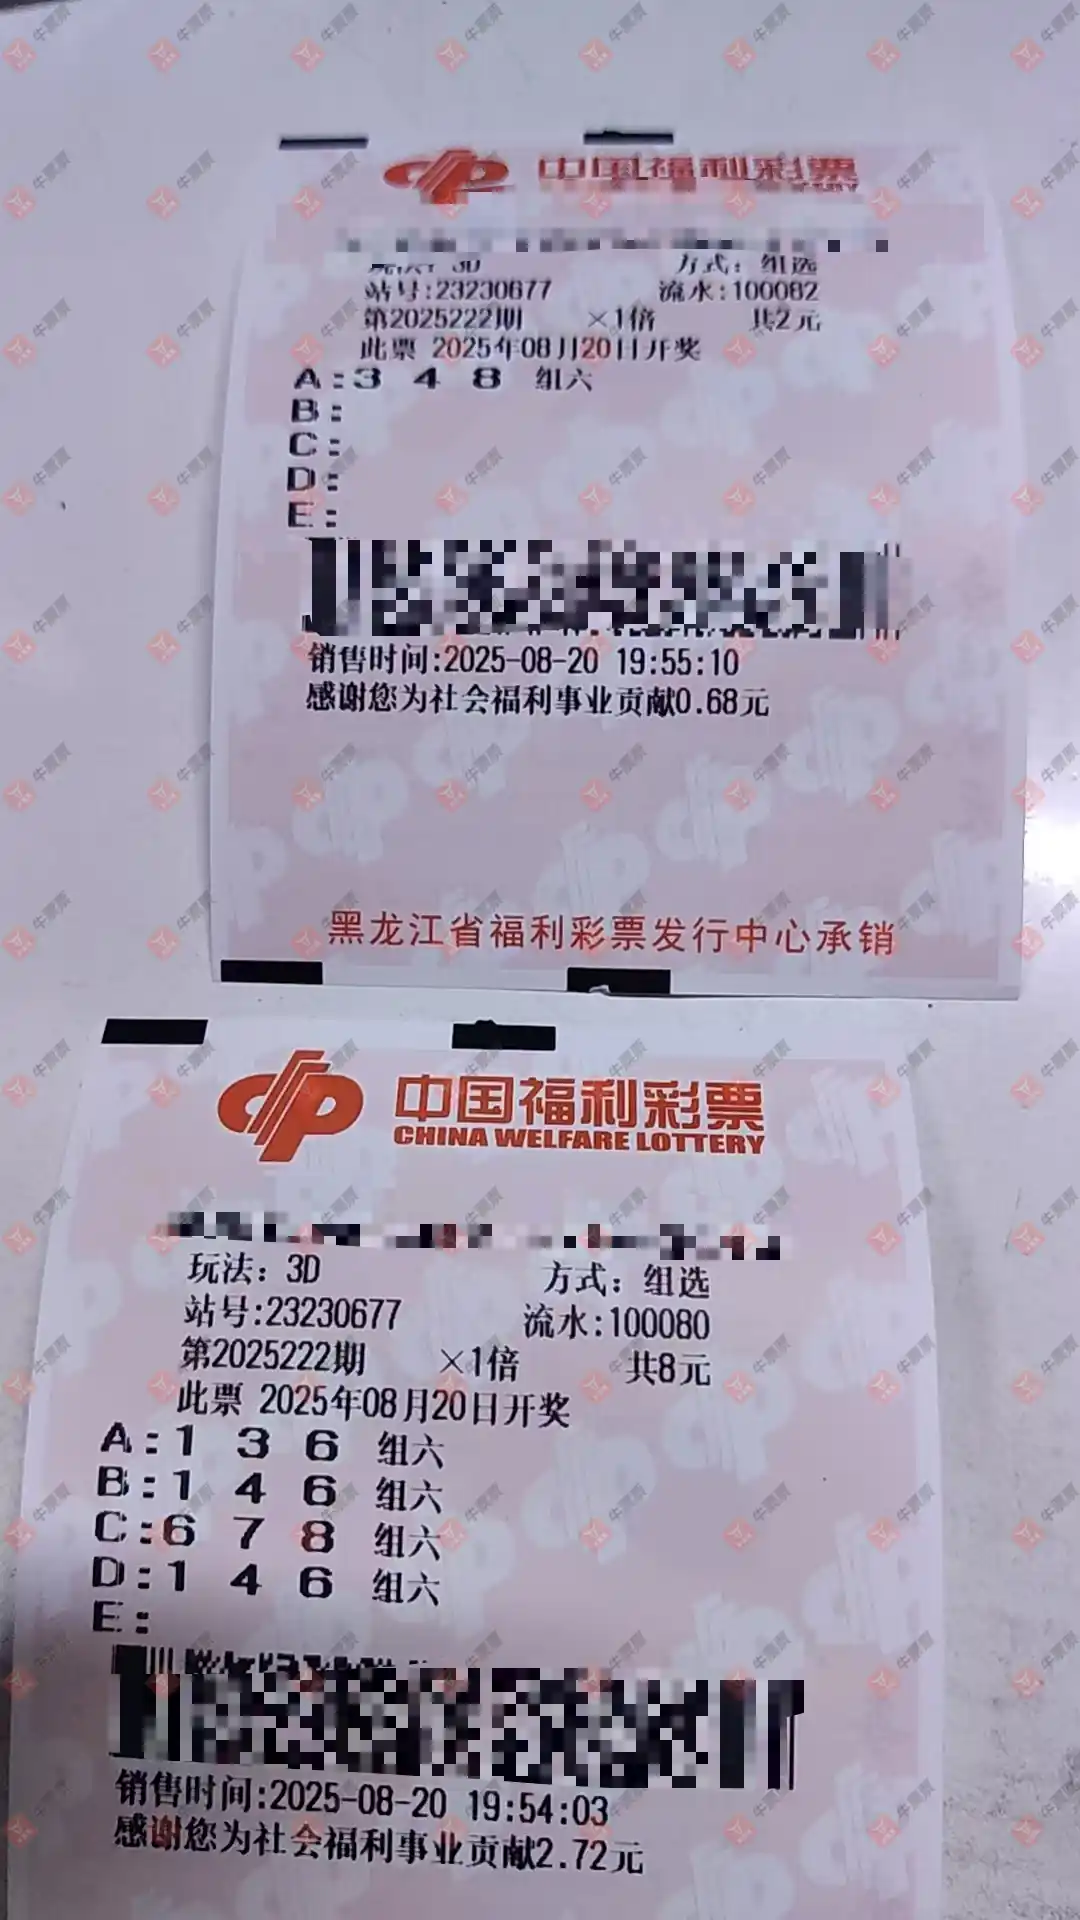 中国福利彩票
玩法：3D 方式：组选
站号:23230677 流水:100082
第2025222期 ×1倍 共2元
此票 2025年08月20日开奖
A:3 4 8 组六
B:
C:
D:
E:
销售时间:2025-08-20 19:55:10
感谢您为社会福利事业贡献0.68元
黑龙江省福利彩票发行中心承销
中国福利彩票
CHINA WELFARE LOTTERY
玩法：3D 方式：组选
站号:23230677 流水:100080
第2025222期 ×1倍 共8元
此票 2025年08月20日开奖
A:1 3 6 组六
B:1 4 6 组六
C:6 7 8 组六
D:1 4 6 组六
E:
销售时间:2025-08-20 19:54:03
感谢您为社会福利事业贡献2.72元
牛票票